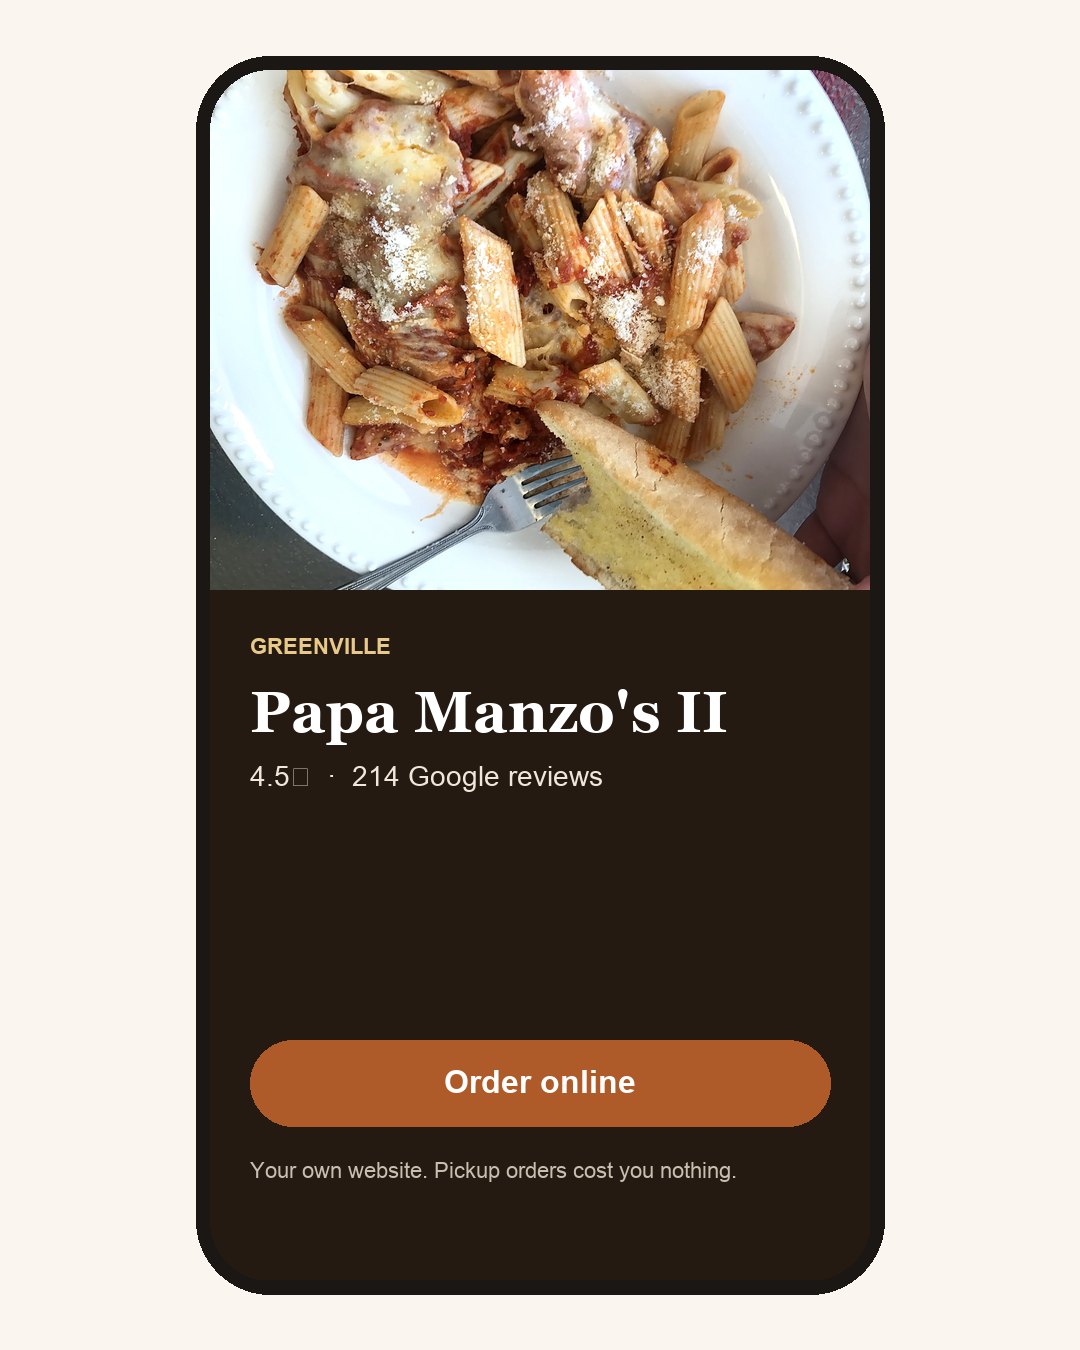 GREENVILLE
Papa Manzo's II
4.5□ · 214 Google reviews
Order online
Your own website. Pickup orders cost you nothing.